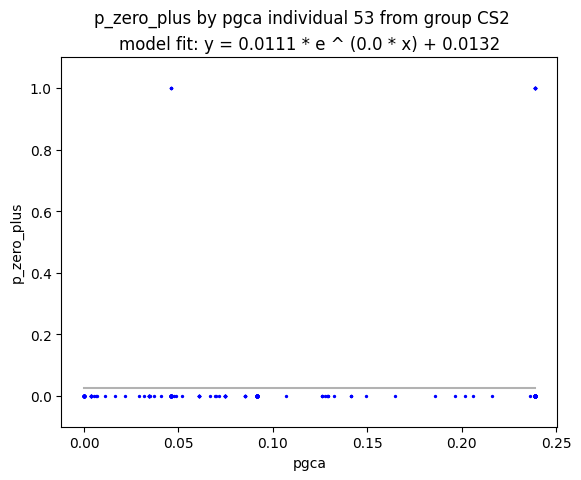 p_zero_plus by pgca individual 53 from group CS2
model fit: y = 0.0111 * e ^ (0.0 * x) + 0.0132
1.0
0.8
0.6
0.4
0.2
0.0
p_zero_plus
0.00 0.05 0.10 0.15 0.20 0.25
pgca